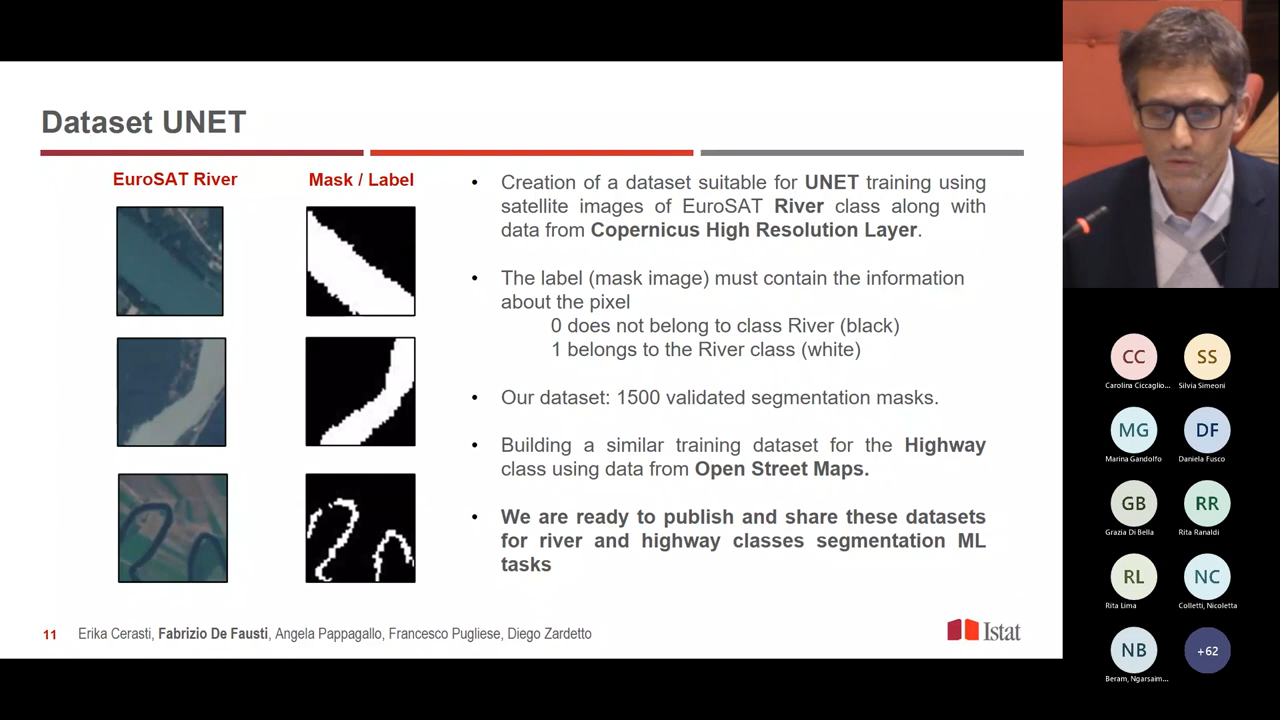 Dataset UNET
EuroSAT River
Mask / Label
• Creation of a dataset suitable for UNET training using
satellite images of EuroSAT River class along with
data from Copernicus High Resolution Layer.
• The label (mask image) must contain the information
about the pixel
0 does not belong to class River (black)
1 belongs to the River class (white)
• Our dataset: 1500 validated segmentation masks.
• Building a similar training dataset for the Highway
class using data from Open Street Maps.
• We are ready to publish and share these datasets
for river and highway classes segmentation ML
tasks
11 Erika Cerasti, Fabrizio De Fausti, Angela Pappagallo, Francesco Pugliese, Diego Zardetto
Istat
CC
Carolina Ciccaglio...
SS
Silvia Simeoni
MG
Marina Gandolfo
DF
Daniela Fusco
GB
Grazia Di Bella
RR
Rita Ranaldi
RL
Rita Lima
NC
Colletti, Nicoletta
NB
Beram, Ngarsaim...
+62